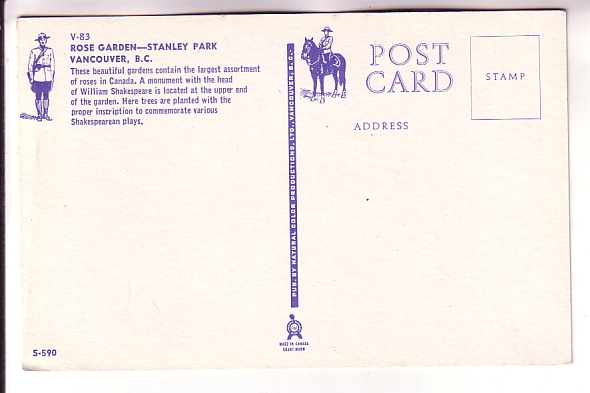 V-83
ROSE GARDEN—STANLEY PARK
VANCOUVER, B.C.
These beautiful gardens contain the largest assortment
of roses in Canada. A monument with the head
of William Shakespeare is located at the upper end
of the garden. Here trees are planted with the
proper inscription to commemorate various
Shakespearean plays.
PUB. BY NATURAL COLOR PRODUCTIONS, LTD. VANCOUVER, B.C.
POST
CARD
STAMP
ADDRESS
MADE IN CANADA
GRANT-MANN
S-590